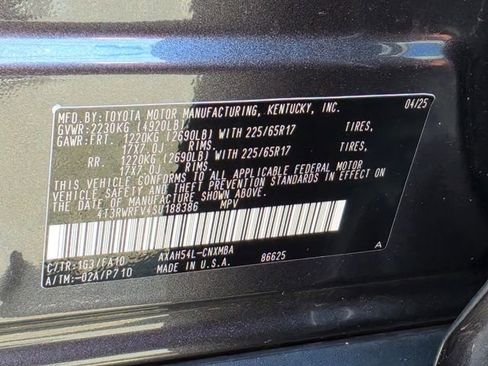 MFD. BY: TOYOTA MOTOR MANUFACTURING, KENTUCKY, INC. 04/25
GVWR: 2230KG (4920LB)
GAWR: FRT. 1220KG (2690LB) WITH 225/65R17 TIRES,
17X7.0J RIMS.
RR. 1220KG (2690LB) WITH 225/65R17 TIRES,
17X7.0J RIMS.
THIS VEHICLE CONFORMS TO ALL APPLICABLE FEDERAL MOTOR
VEHICLE SAFETY AND THEFT PREVENTION STANDARDS IN
EFFECT ON THE DATE OF MANUFACTURE SHOWN ABOVE.
4T3RWRFV4SU188386 MPV
C/TR: 1G3/FA10 AXAH54L-CNXMBA A
A/TM: -02A/P710 MADE IN U.S.A. 86625